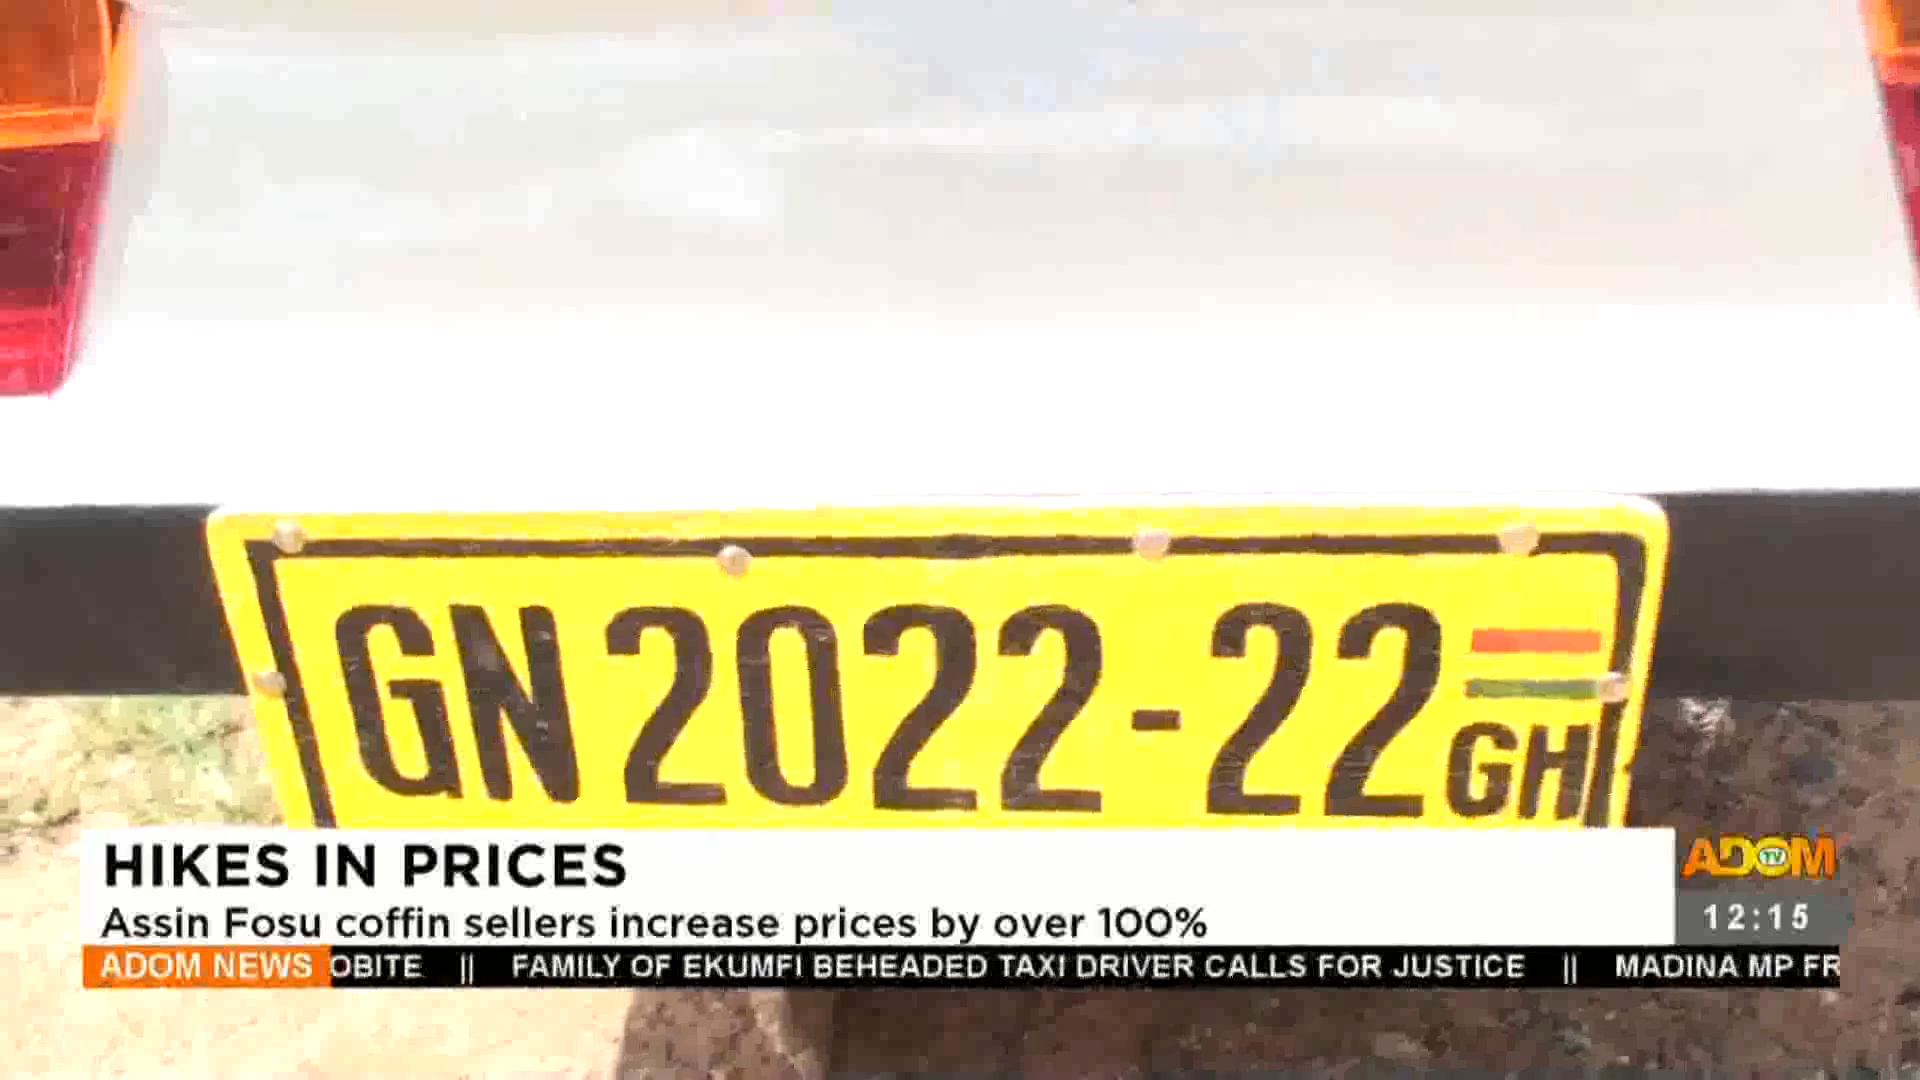 GN 2022-22
GH
HIKES IN PRICES
Assin Fosu coffin sellers increase prices by over 100%
ADOM TV
12:15
ADOM NEWS OBITE || FAMILY OF EKUMFI BEHEADED TAXI DRIVER CALLS FOR JUSTICE || MADINA MP FR